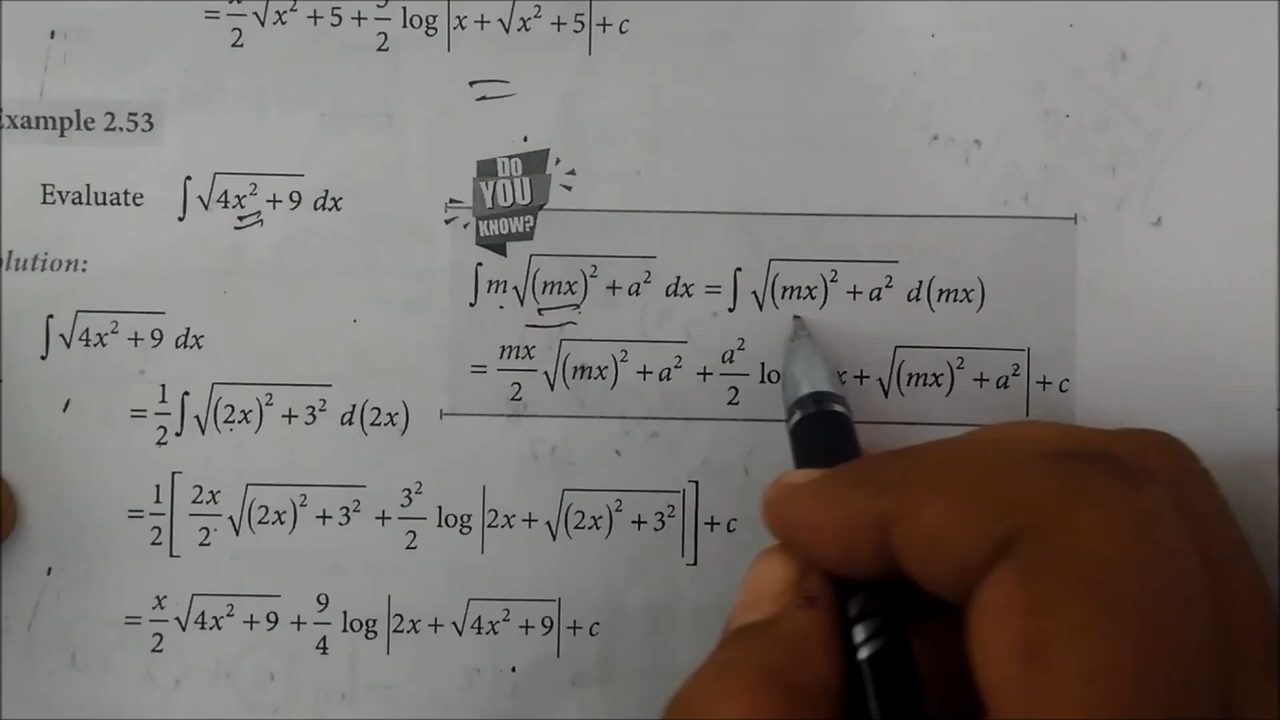 = x/2 √x² + 5 + 5/2 log |x + √x² + 5| + c
Example 2.53
Evaluate ∫√4x² + 9 dx
DO
YOU
KNOW?
∫m√(mx)² + a² dx = ∫√(mx)² + a² d(mx)
= mx/2 √(mx)² + a² + a²/2 lo x + √(mx)² + a²| + c
lution:
∫√4x² + 9 dx
= 1/2 ∫√(2x)² + 3² d(2x)
= 1/2 [2x/2 √(2x)² + 3² + 3²/2 log |2x + √(2x)² + 3²|] + c
= x/2 √4x² + 9 + 9/4 log |2x + √4x² + 9| + c